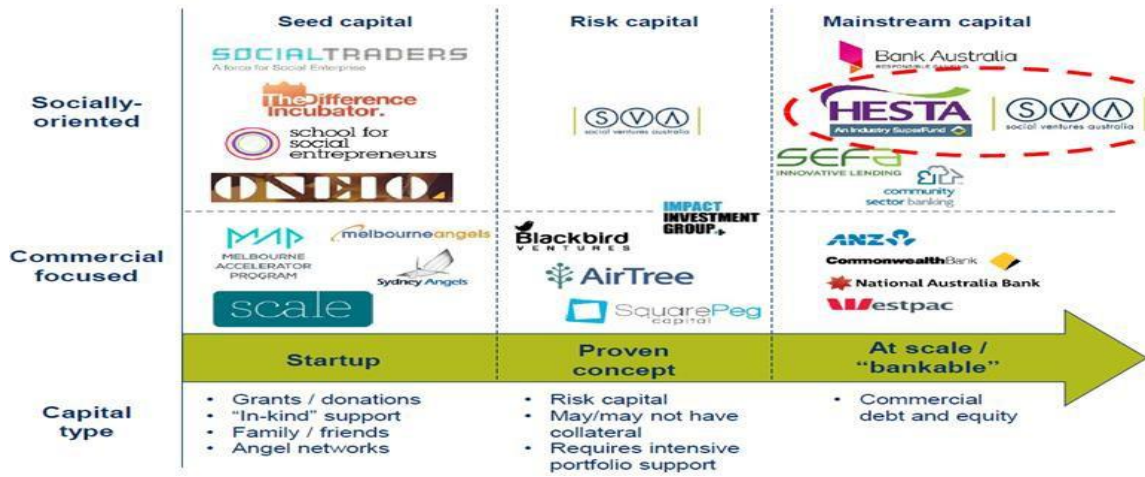 Seed capital
Risk capital
Mainstream capital
Socially-
oriented
SOCIALTRADERS
A force for Social Enterprise
TheDifference
Incubator.
school for
social
entrepreneurs
ONE10.
SVA
social ventures australia
Bank Australia
RESPONSIBLE BANKING
HESTA
An Industry SuperFund
SVA
social ventures australia
SEFA
INNOVATIVE LENDING
community
sector banking
Commercial
focused
MAP
MELBOURNE
ACCELERATOR
PROGRAM
melbourneangels
Sydney Angels
scale
IMPACT
INVESTMENT
GROUP
Blackbird
VENTURES
AirTree
SquarePeg
capital
ANZ
CommonwealthBank
National Australia Bank
Westpac
Startup
Proven
concept
At scale /
“bankable”
Capital
type
• Grants / donations
• “In-kind” support
• Family / friends
• Angel networks
• Risk capital
• May/may not have
collateral
• Requires intensive
portfolio support
• Commercial
debt and equity